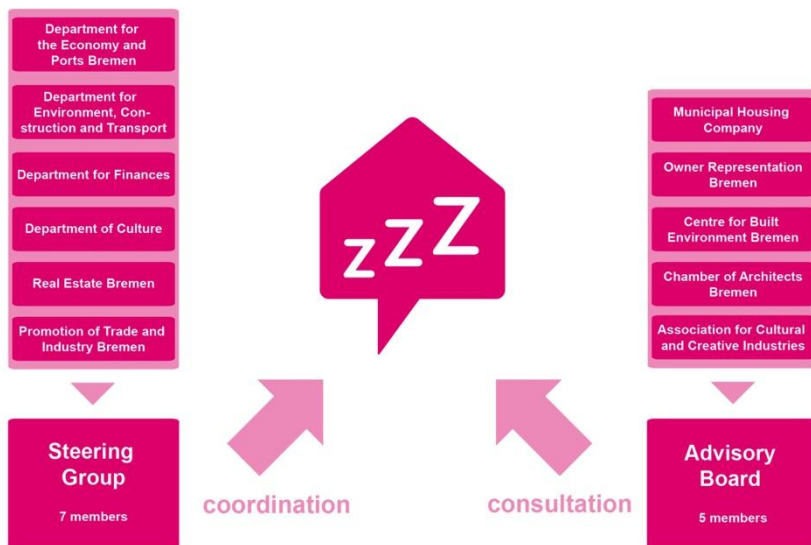 Department for
the Economy and
Ports Bremen
Department for
Environment, Con-
struction and Transport
Department for Finances
Department of Culture
Real Estate Bremen
Promotion of Trade and
Industry Bremen
Steering
Group
7 members
coordination
zzZ
consultation
Municipal Housing
Company
Owner Representation
Bremen
Centre for Built
Environment Bremen
Chamber of Architects
Bremen
Association for Cultural
and Creative Industries
Advisory
Board
5 members